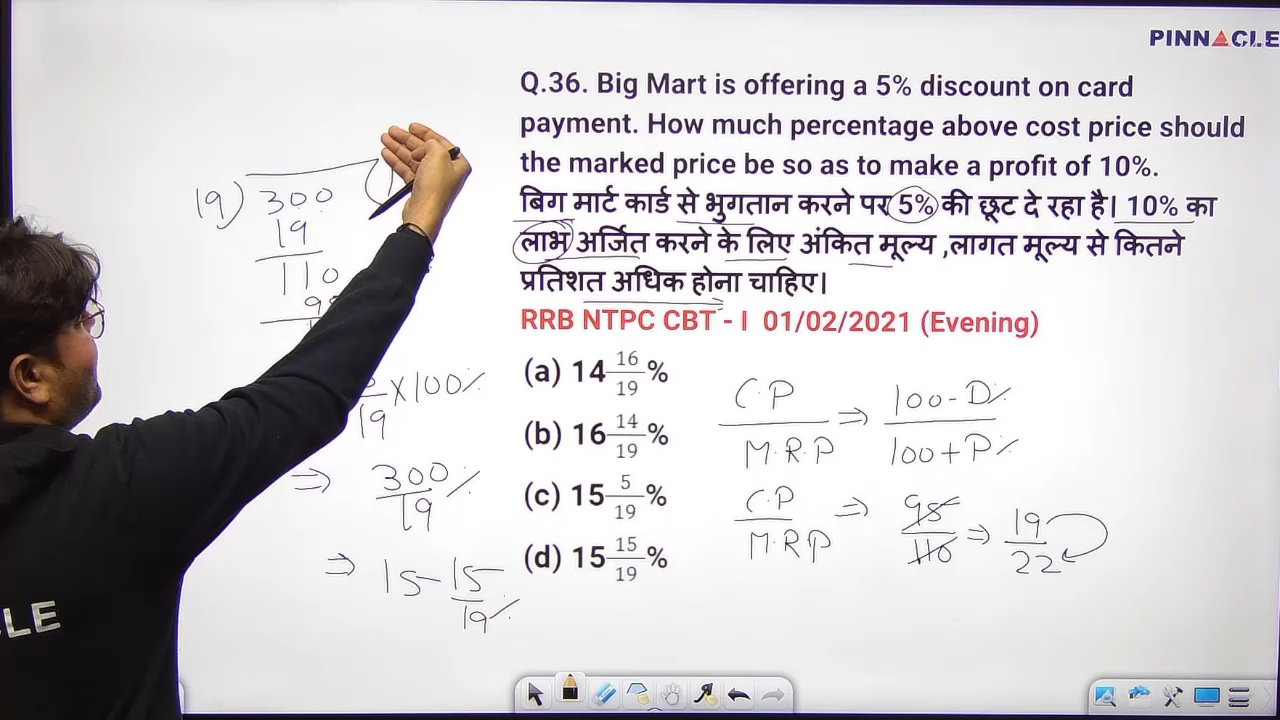 PINNACLE
Q.36. Big Mart is offering a 5% discount on card
payment. How much percentage above cost price should
the marked price be so as to make a profit of 10%.
बिग मार्ट कार्ड से भुगतान करने पर 5% की छूट दे रहा है। 10% का
लाभ अर्जित करने के लिए अंकित मूल्य ,लागत मूल्य से कितने
प्रतिशत अधिक होना चाहिए।
RRB NTPC CBT - I 01/02/2021 (Evening)
(a) 14 16/19 %
(b) 16 14/19 %
(c) 15 5/19 %
(d) 15 15/19 %
C.P/M.R.P ⇒ 100-D%/100+P%
C.P/M.R.P ⇒ 95/110 ⇒ 19/22
19) 300
19
110
/19 × 100%
⇒ 300/19 %
⇒ 15-15/19 %
CLE